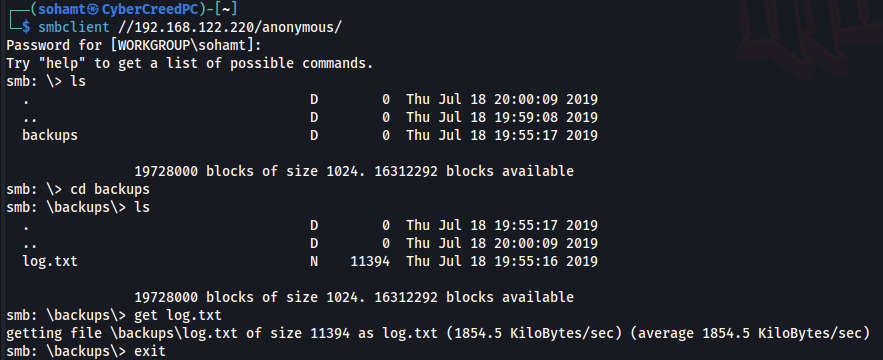 ┌──(sohamt㉿CyberCreedPC)-[~]
└─$ smbclient //192.168.122.220/anonymous/
Password for [WORKGROUP\sohamt]:
Try "help" to get a list of possible commands.
smb: \> ls
  .                                   D        0  Thu Jul 18 20:00:09 2019
  ..                                  D        0  Thu Jul 18 19:59:08 2019
  backups                             D        0  Thu Jul 18 19:55:17 2019
                19728000 blocks of size 1024. 16312292 blocks available
smb: \> cd backups
smb: \backups\> ls
  .                                   D        0  Thu Jul 18 19:55:17 2019
  ..                                  D        0  Thu Jul 18 20:00:09 2019
  log.txt                             N    11394  Thu Jul 18 19:55:16 2019
                19728000 blocks of size 1024. 16312292 blocks available
smb: \backups\> get log.txt
getting file \backups\log.txt of size 11394 as log.txt (1854.5 KiloBytes/sec) (average 1854.5 KiloBytes/sec)
smb: \backups\> exit